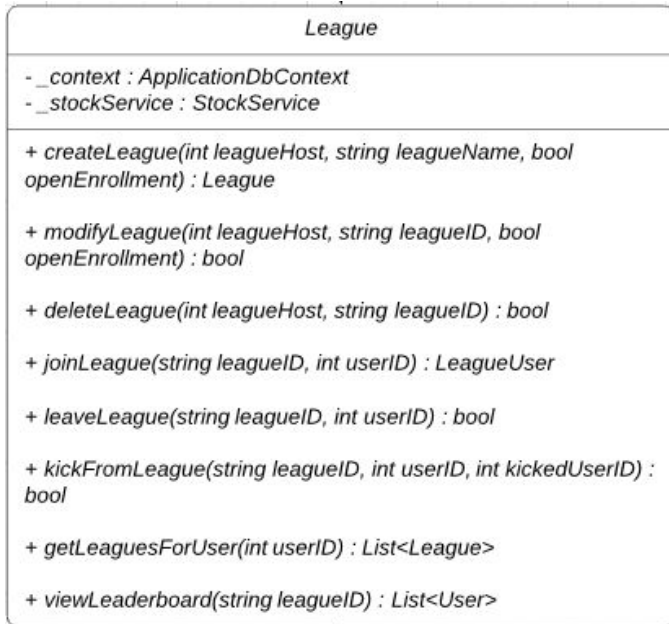 League
- _context : ApplicationDbContext
- _stockService : StockService
+ createLeague(int leagueHost, string leagueName, bool
openEnrollment) : League
+ modifyLeague(int leagueHost, string leagueID, bool
openEnrollment) : bool
+ deleteLeague(int leagueHost, string leagueID) : bool
+ joinLeague(string leagueID, int userID) : LeagueUser
+ leaveLeague(string leagueID, int userID) : bool
+ kickFromLeague(string leagueID, int userID, int kickedUserID) :
bool
+ getLeaguesForUser(int userID) : List<League>
+ viewLeaderboard(string leagueID) : List<User>